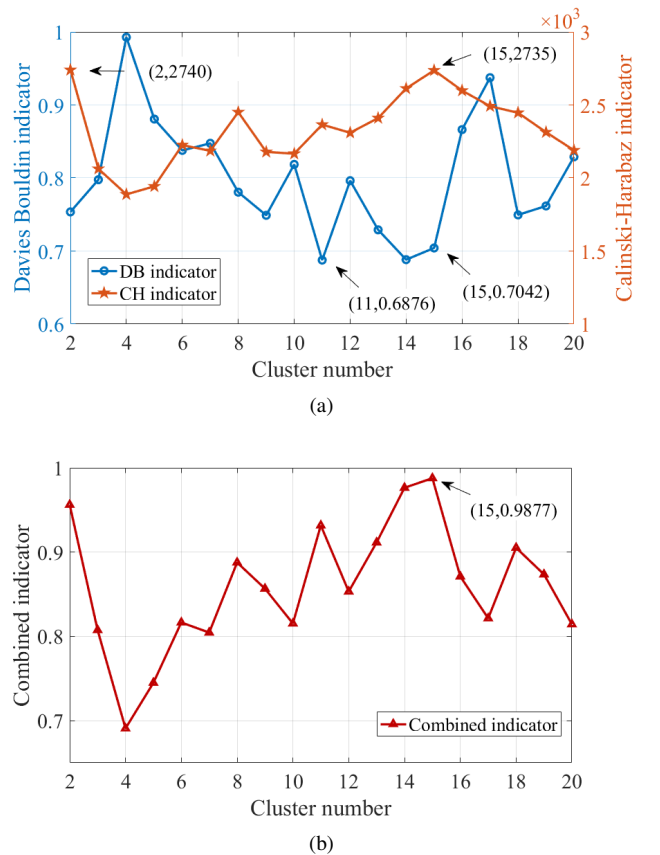 ×10³
1
0.9
0.8
0.7
0.6
3
2.5
2
1.5
1
Davies Bouldin indicator
Calinski-Harabaz indicator
(2,2740)
(15,2735)
(11,0.6876)
(15,0.7042)
DB indicator
CH indicator
2 4 6 8 10 12 14 16 18 20
Cluster number
(a)
1
0.9
0.8
0.7
Combined indicator
(15,0.9877)
Combined indicator
2 4 6 8 10 12 14 16 18 20
Cluster number
(b)